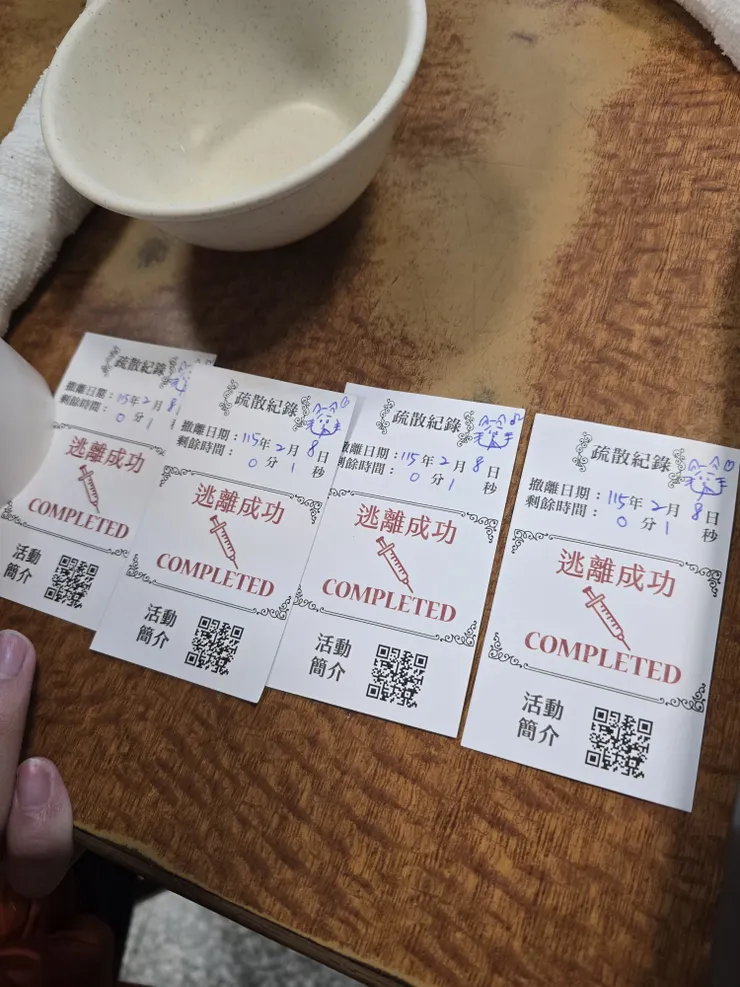 疏散紀錄
撤離日期：115年2月8
剩餘時間：0分1
逃離成功
COMPLETED
活動
簡介
疏散紀錄
撤離日期：115年2月8日
剩餘時間：0分1秒
逃離成功
COMPLETED
活動
簡介
疏散紀錄
撤離日期：115年2月8日
剩餘時間：0分1秒
逃離成功
COMPLETED
活動
簡介
疏散紀錄
撤離日期：115年2月8日
剩餘時間：0分1秒
逃離成功
COMPLETED
活動
簡介